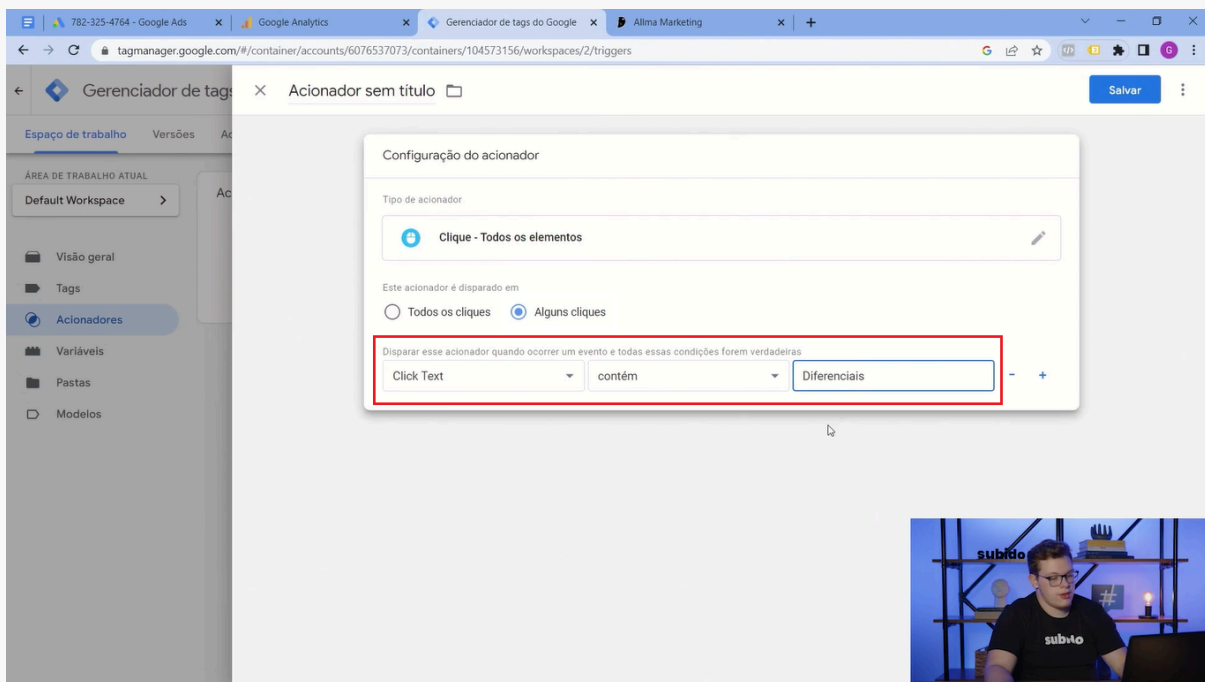 782-325-4764 - Google Ads
Google Analytics
Gerenciador de tags do Google
Allma Marketing
tagmanager.google.com/#/container/accounts/6076537073/containers/104573156/workspaces/2/triggers
G
Gerenciador de tags
Acionador sem título
Salvar
Espaço de trabalho
Versões
Ad
ÁREA DE TRABALHO ATUAL
Default Workspace
Ac
Visão geral
Tags
Acionadores
Variáveis
Pastas
Modelos
Configuração do acionador
Tipo de acionador
Clique - Todos os elementos
Este acionador é disparado em
Todos os cliques
Alguns cliques
Disparar esse acionador quando ocorrer um evento e todas essas condições forem verdadeiras
Click Text
contém
Diferenciais
subido
#
subido